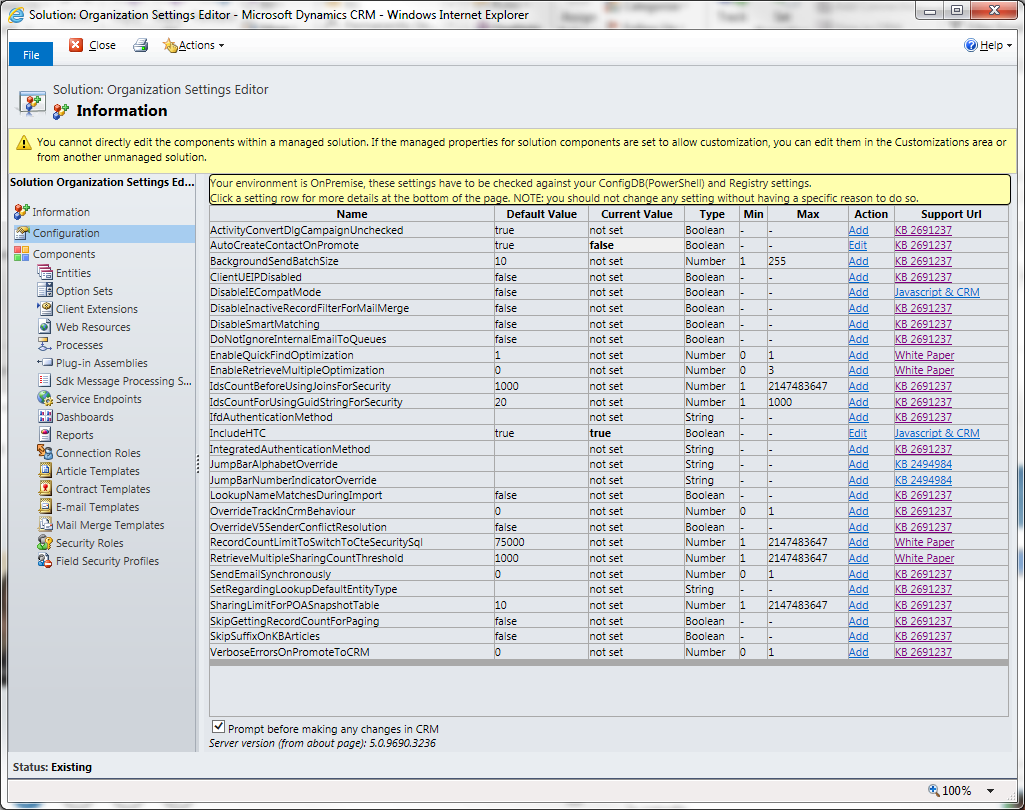 Solution: Organization Settings Editor - Microsoft Dynamics CRM - Windows Internet Explorer
File
Close
Actions
Help
Solution: Organization Settings Editor
Information
You cannot directly edit the components within a managed solution. If the managed properties for solution components are set to allow customization, you can edit them in the Customizations area or
from another unmanaged solution.
Solution Organization Settings Ed...
Information
Configuration
Components
Entities
Option Sets
Client Extensions
Web Resources
Processes
Plug-in Assemblies
Sdk Message Processing S...
Service Endpoints
Dashboards
Reports
Connection Roles
Article Templates
Contract Templates
E-mail Templates
Mail Merge Templates
Security Roles
Field Security Profiles
Your environment is OnPremise, these settings have to be checked against your ConfigDB(PowerShell) and Registry settings.
Click a setting row for more details at the bottom of the page. NOTE: you should not change any setting without having a specific reason to do so.
Name Default Value Current Value Type Min Max Action Support Url
ActivityConvertDlgCampaignUnchecked true not set Boolean - - Add KB 2691237
AutoCreateContactOnPromote true false Boolean - - Edit KB 2691237
BackgroundSendBatchSize 10 not set Number 1 255 Add KB 2691237
ClientUEIPDisabled false not set Boolean - - Add KB 2691237
DisableIECompatMode false not set Boolean - - Add Javascript & CRM
DisableInactiveRecordFilterForMailMerge false not set Boolean - - Add KB 2691237
DisableSmartMatching false not set Boolean - - Add KB 2691237
DoNotIgnoreInternalEmailToQueues false not set Boolean - - Add KB 2691237
EnableQuickFindOptimization 1 not set Number 0 1 Add White Paper
EnableRetrieveMultipleOptimization 0 not set Number 0 3 Add White Paper
IdsCountBeforeUsingJoinsForSecurity 1000 not set Number 1 2147483647 Add KB 2691237
IdsCountForUsingGuidStringForSecurity 20 not set Number 1 1000 Add KB 2691237
IfdAuthenticationMethod not set String - - Add KB 2691237
IncludeHTC true true Boolean - - Edit Javascript & CRM
IntegratedAuthenticationMethod not set String - - Add KB 2691237
JumpBarAlphabetOverride not set String - - Add KB 2494984
JumpBarNumberIndicatorOverride not set String - - Add KB 2494984
LookupNameMatchesDuringImport false not set Boolean - - Add KB 2691237
OverrideTrackInCrmBehaviour 0 not set Number 0 1 Add KB 2691237
OverrideV5SenderConflictResolution false not set Boolean - - Add KB 2691237
RecordCountLimitToSwitchToCteSecuritySql 75000 not set Number 1 2147483647 Add White Paper
RetrieveMultipleSharingCountThreshold 1000 not set Number 1 2147483647 Add White Paper
SendEmailSynchronously 0 not set Number 0 1 Add KB 2691237
SetRegardingLookupDefaultEntityType not set String - - Add KB 2691237
SharingLimitForPOASnapshotTable 10 not set Number 1 2147483647 Add KB 2691237
SkipGettingRecordCountForPaging false not set Boolean - - Add KB 2691237
SkipSuffixOnKBArticles false not set Boolean - - Add KB 2691237
VerboseErrorsOnPromoteToCRM 0 not set Number 0 1 Add KB 2691237
Prompt before making any changes in CRM
Server version (from about page): 5.0.9690.3236
Status: Existing
100%